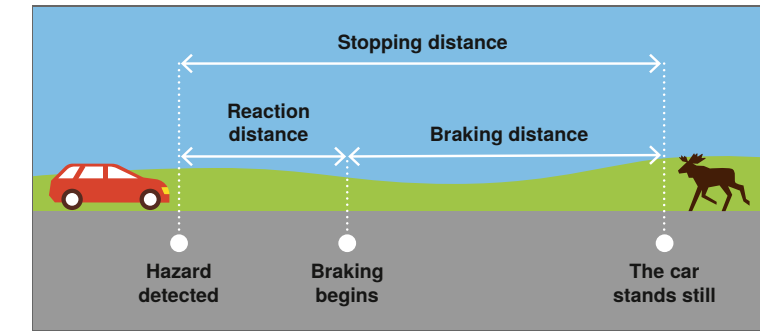 Stopping distance
Reaction
distance
Braking distance
Hazard
detected
Braking
begins
The car
stands still